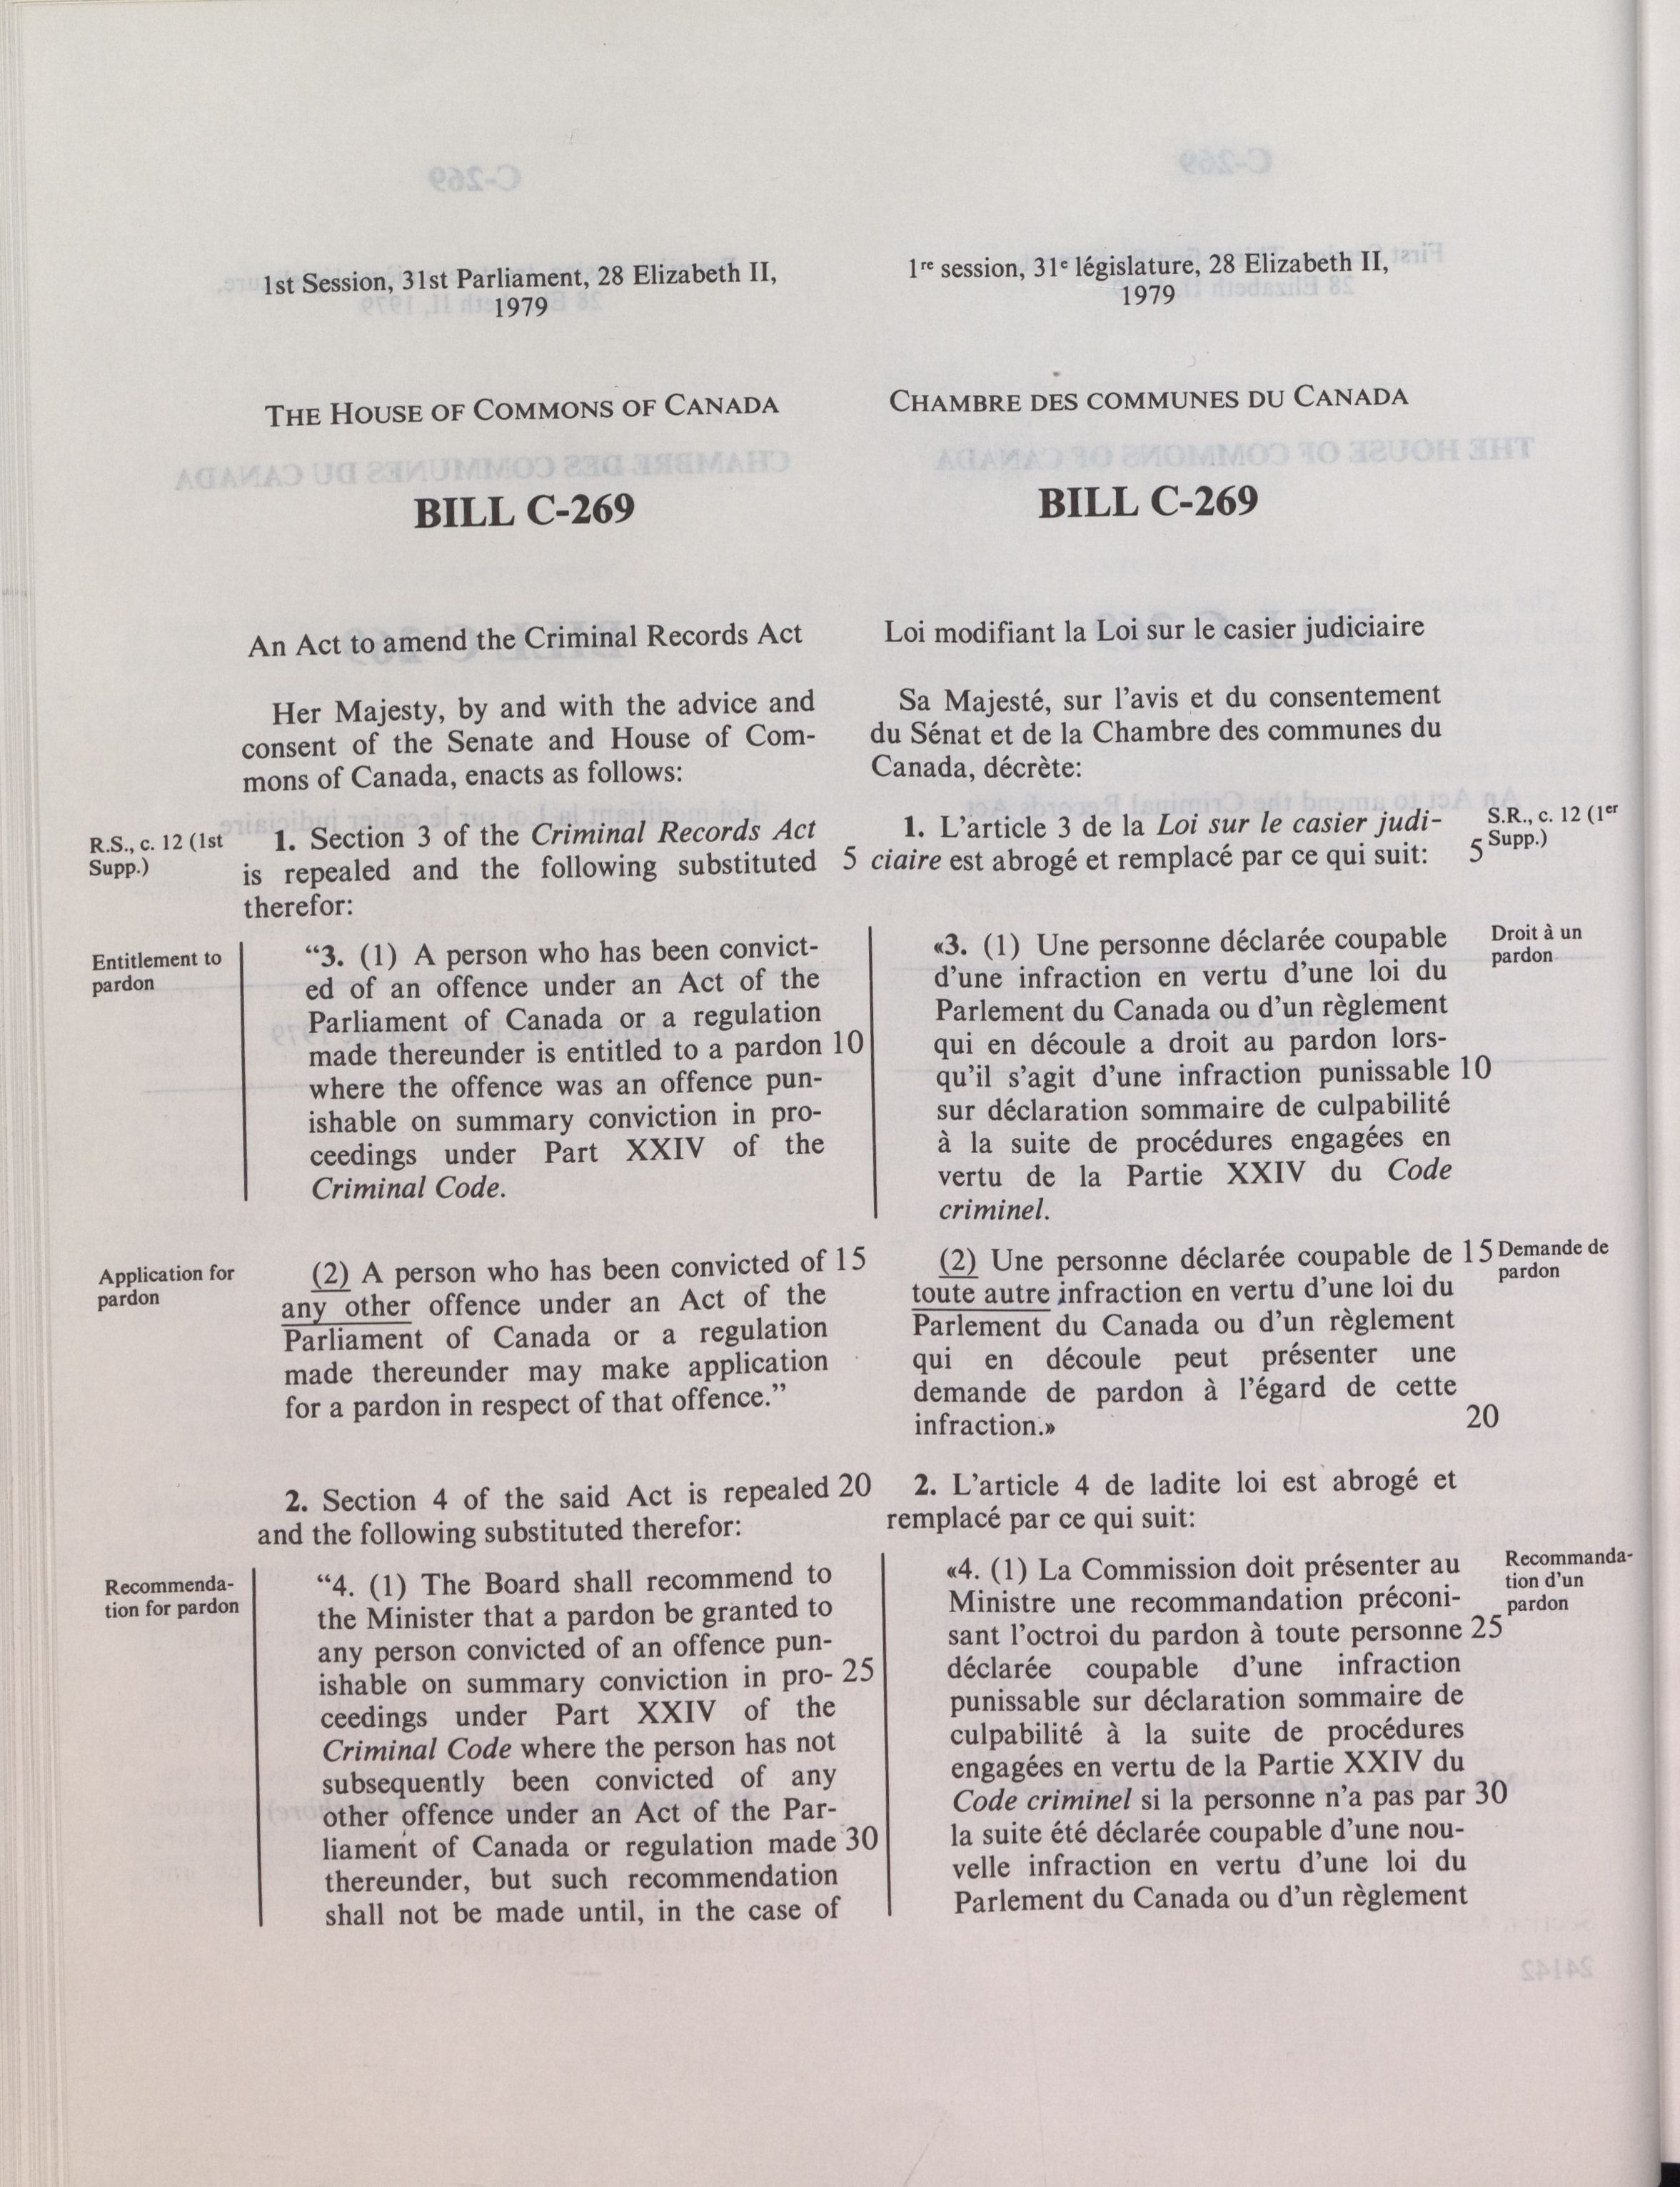 1st Session, 31st Parliament, 28 Elizabeth II,
1979
THE HOUSE OF COMMONS OF CANADA
BILL C-269
An Act to amend the Criminal Records Act
Her Majesty, by and with the advice and
consent of the Senate and House of Com-
mons of Canada, enacts as follows:
R.S., c. 12 (1st
Supp.)
1. Section 3 of the Criminal Records Act
is repealed and the following substituted 5
therefor:
Entitlement to
pardon
“3. (1) A person who has been convict-
ed of an offence under an Act of the
Parliament of Canada or a regulation
made thereunder is entitled to a pardon 10
where the offence was an offence pun-
ishable on summary conviction in pro-
ceedings under Part XXIV of the
Criminal Code.
Application for
pardon
(2) A person who has been convicted of 15
any other offence under an Act of the
Parliament of Canada or a regulation
made thereunder may make application
for a pardon in respect of that offence.”
2. Section 4 of the said Act is repealed 20
and the following substituted therefor:
Recommenda-
tion for pardon
“4. (1) The Board shall recommend to
the Minister that a pardon be granted to
any person convicted of an offence pun-
ishable on summary conviction in pro- 25
ceedings under Part XXIV of the
Criminal Code where the person has not
subsequently been convicted of any
other offence under an Act of the Par-
liament of Canada or regulation made 30
thereunder, but such recommendation
shall not be made until, in the case of
1re session, 31e législature, 28 Elizabeth II,
1979
CHAMBRE DES COMMUNES DU CANADA
BILL C-269
Loi modifiant la Loi sur le casier judiciaire
Sa Majesté, sur l’avis et du consentement
du Sénat et de la Chambre des communes du
Canada, décrète:
1. L’article 3 de la Loi sur le casier judi-
ciaire est abrogé et remplacé par ce qui suit: 5
S.R., c. 12 (1er
Supp.)
«3. (1) Une personne déclarée coupable
d’une infraction en vertu d’une loi du
Parlement du Canada ou d’un règlement
qui en découle a droit au pardon lors-
qu’il s’agit d’une infraction punissable 10
sur déclaration sommaire de culpabilité
à la suite de procédures engagées en
vertu de la Partie XXIV du Code
criminel.
Droit à un
pardon
(2) Une personne déclarée coupable de 15
toute autre infraction en vertu d’une loi du
Parlement du Canada ou d’un règlement
qui en découle peut présenter une
demande de pardon à l’égard de cette
infraction.» 20
Demande de
pardon
2. L’article 4 de ladite loi est abrogé et
remplacé par ce qui suit:
«4. (1) La Commission doit présenter au
Ministre une recommandation préconi-
sant l’octroi du pardon à toute personne 25
déclarée coupable d’une infraction
punissable sur déclaration sommaire de
culpabilité à la suite de procédures
engagées en vertu de la Partie XXIV du
Code criminel si la personne n’a pas par 30
la suite été déclarée coupable d’une nou-
velle infraction en vertu d’une loi du
Parlement du Canada ou d’un règlement
Recommanda-
tion d’un
pardon